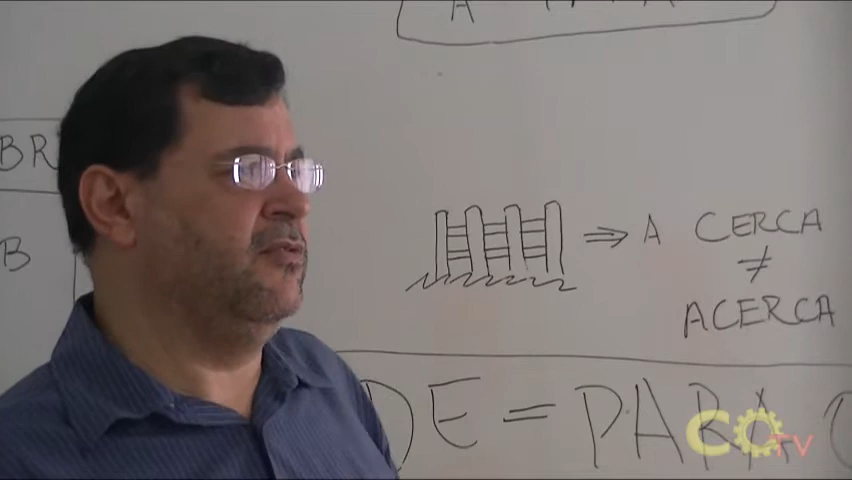 BR
B
⇒ A CERCA
≠
ACERCA
DE = PARA
CO TV